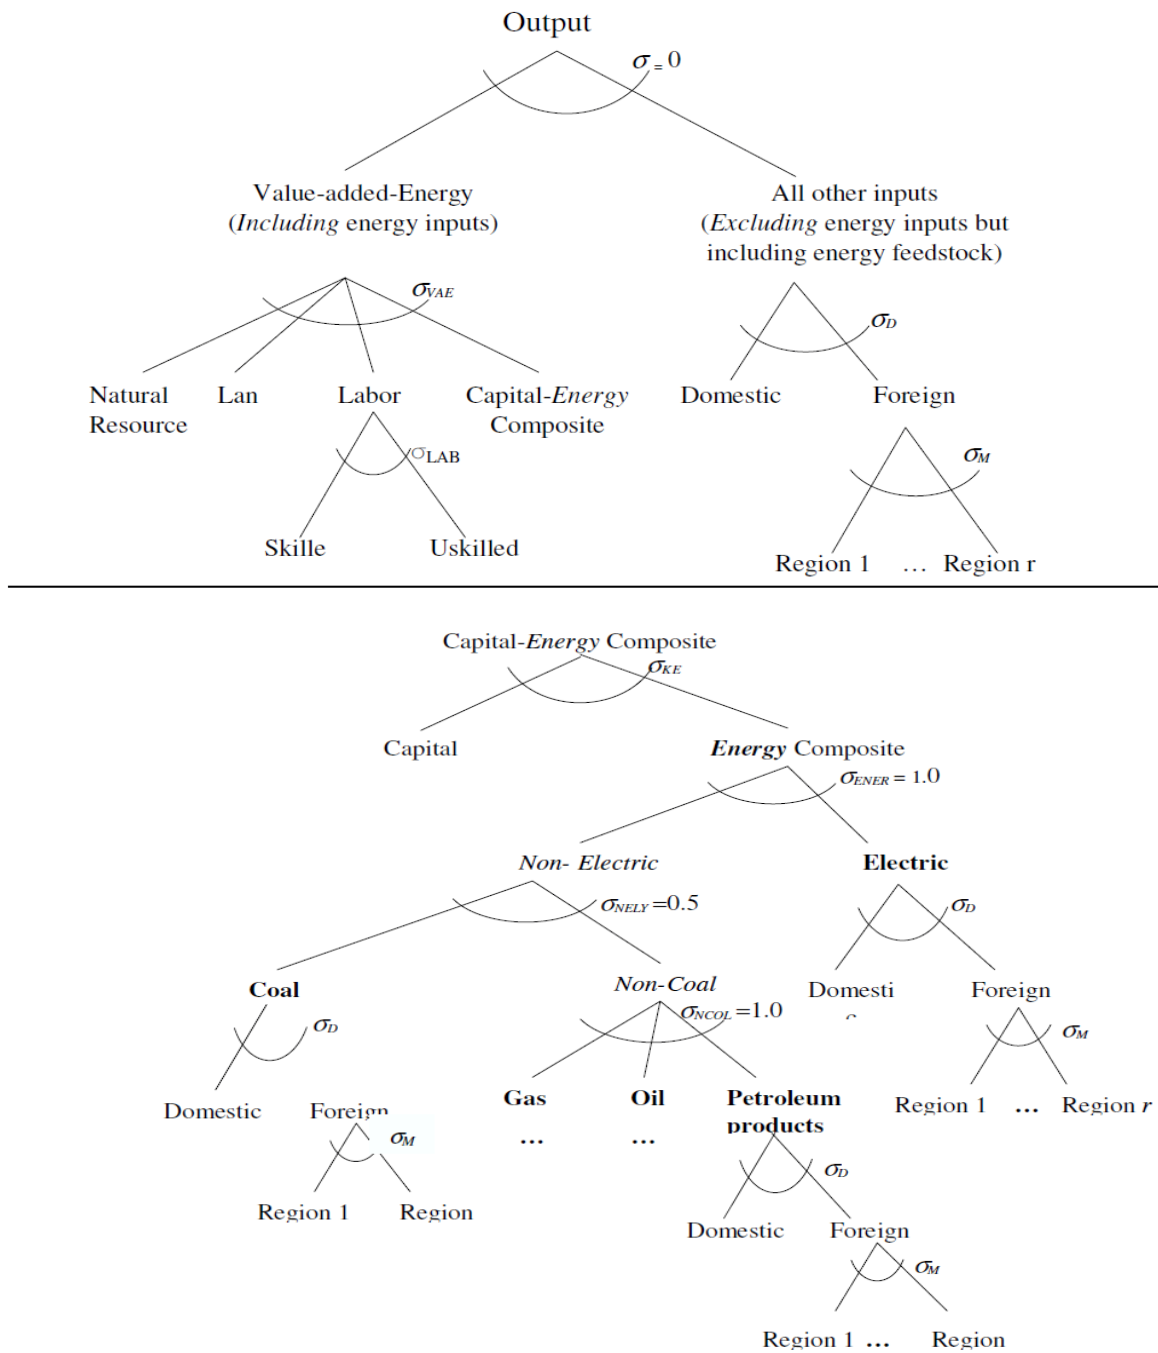 Output
σ = 0
Value-added-Energy
(Including energy inputs)
All other inputs
(Excluding energy inputs but
including energy feedstock)
σVAE
σD
Natural
Resource
Lan
Labor
Capital-Energy
Composite
Domestic
Foreign
σLAB
σM
Skille
Uskilled
Region 1 ... Region r
Capital-Energy Composite
σKE
Capital
Energy Composite
σENER = 1.0
Non- Electric
Electric
σNELY =0.5
σD
Coal
Non-Coal
Domesti
Foreign
σNCOL =1.0
σD
σM
Domestic
Foreign
Gas
...
Oil
...
Petroleum
products
Region 1 ... Region r
σM
σD
Region 1
Region
Domestic
Foreign
σM
Region 1 ... Region